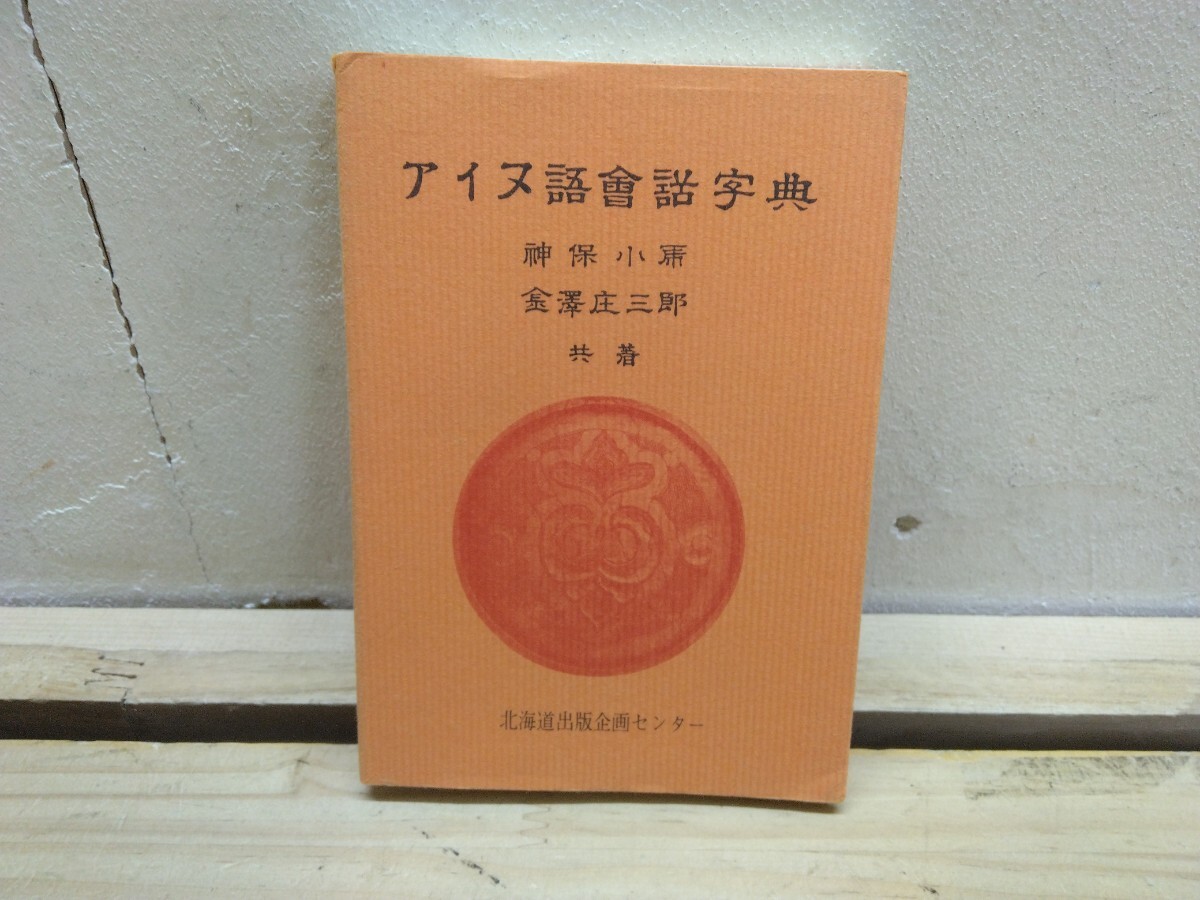 アイヌ語會話字典
神保小虎
金澤庄三郎
共著
北海道出版企画センター